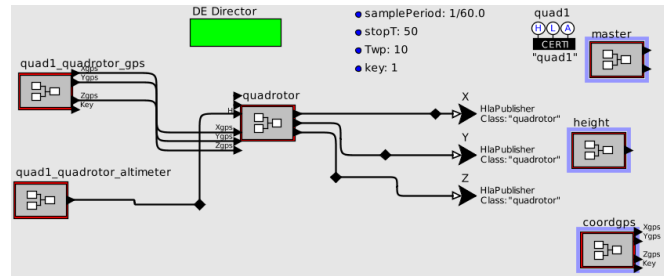 DE Director
samplePeriod: 1/60.0
stopT: 50
Twp: 10
key: 1
quad1
H L A
CERTI
"quad1"
master
quad1_quadrotor_gps
Xgps
Ygps
Zgps
Key
quadrotor
H
Xgps
Ygps
Zgps
X
HlaPublisher
Class: "quadrotor"
Y
HlaPublisher
Class: "quadrotor"
Z
HlaPublisher
Class: "quadrotor"
height
quad1_quadrotor_altimeter
coordgps
Xgps
Ygps
Zgps
Key